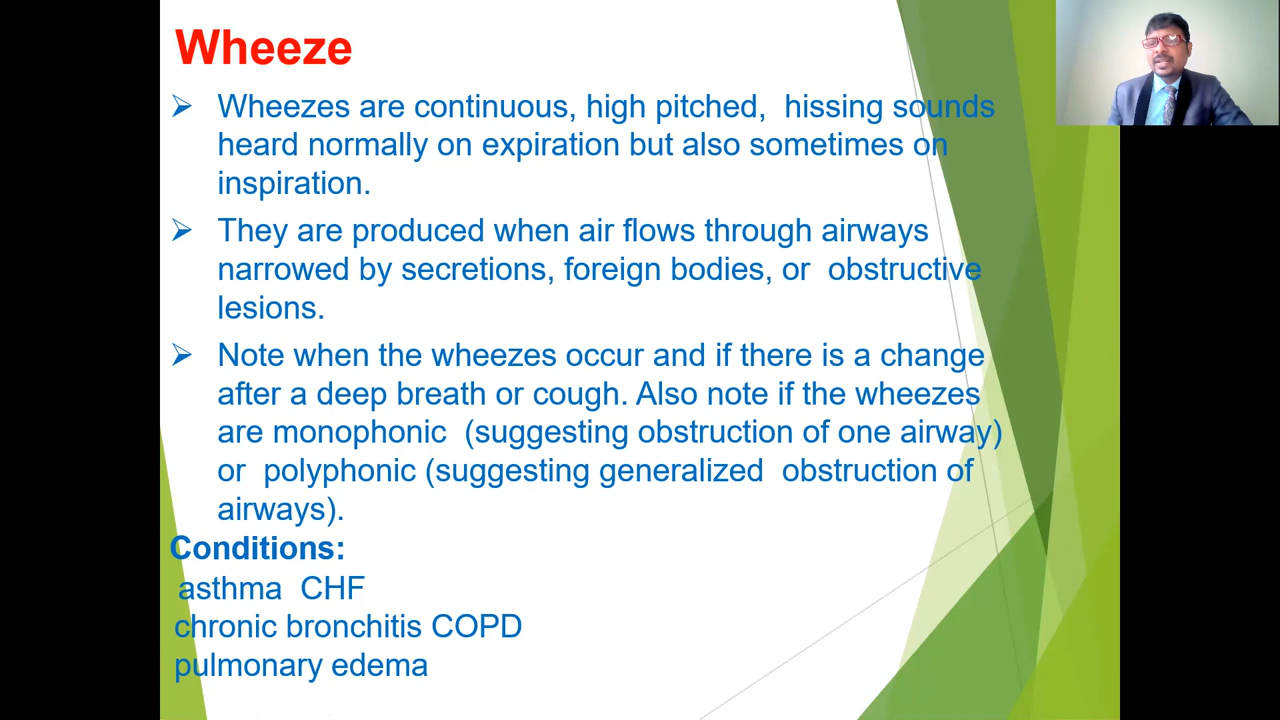 Wheeze
➢ Wheezes are continuous, high pitched, hissing sounds
heard normally on expiration but also sometimes on
inspiration.
➢ They are produced when air flows through airways
narrowed by secretions, foreign bodies, or obstructive
lesions.
➢ Note when the wheezes occur and if there is a change
after a deep breath or cough. Also note if the wheezes
are monophonic (suggesting obstruction of one airway)
or polyphonic (suggesting generalized obstruction of
airways).
Conditions:
asthma CHF
chronic bronchitis COPD
pulmonary edema